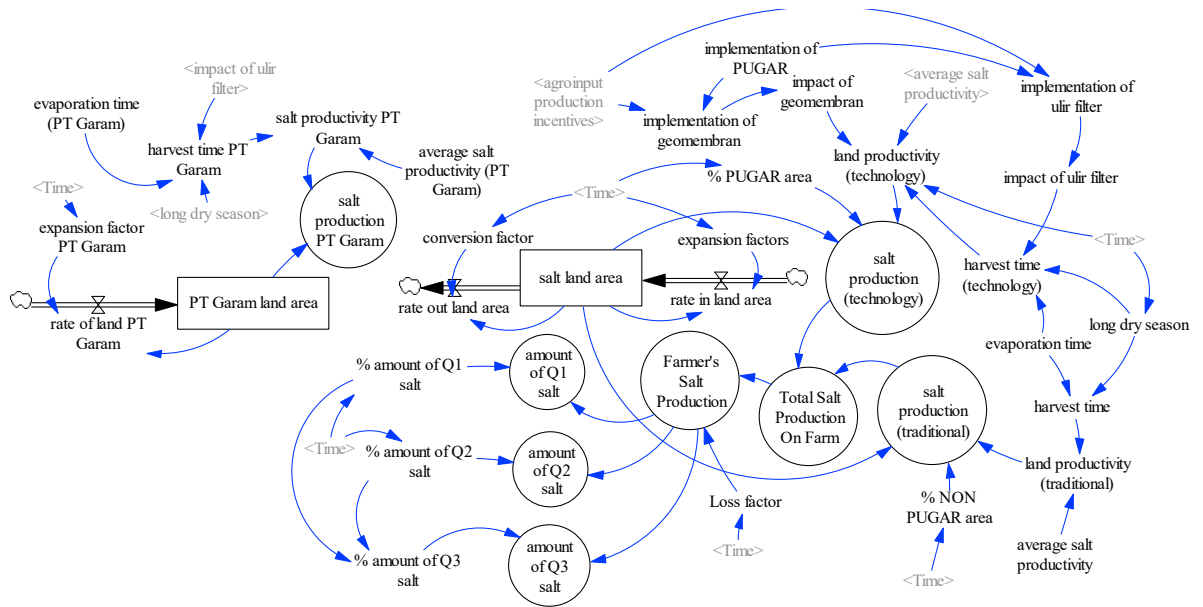 <impact of ulir
filter>
evaporation time
(PT Garam)
harvest time PT
Garam
salt productivity PT
Garam
average salt
productivity (PT
Garam)
<Time>
<long dry season>
expansion factor
PT Garam
salt
production
PT Garam
PT Garam land area
rate of land PT
Garam
implementation of
PUGAR
<agroinput
production
incentives>
impact of
geomembran
<average salt
productivity>
implementation of
ulir filter
implementation of
geomembran
land productivity
(technology)
impact of ulir filter
% PUGAR area
<Time>
conversion factor
expansion factors
<Time>
salt land area
salt
production
(technology)
harvest time
(technology)
rate out land area
rate in land area
long dry season
evaporation time
% amount of Q1
salt
amount
of Q1
salt
Farmer's
Salt
Production
Total Salt
Production
On Farm
salt
production
(traditional)
harvest time
<Time>
% amount of Q2
salt
amount
of Q2
salt
land productivity
(traditional)
Loss factor
% NON
PUGAR area
% amount of Q3
salt
amount
of Q3
salt
<Time>
average salt
productivity
<Time>